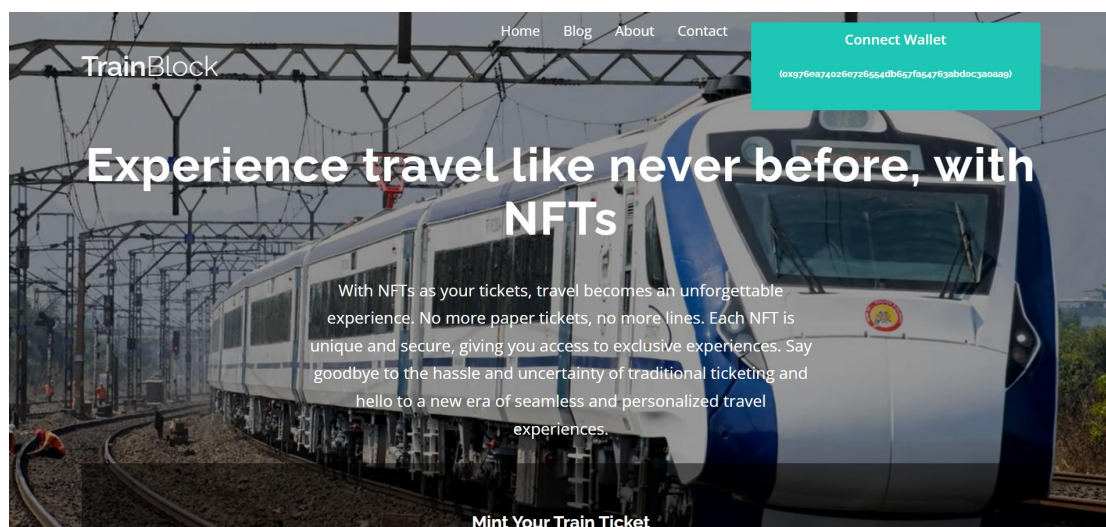 Home Blog About Contact
Connect Wallet
(0x976ea74026e726554db657fa54763abd0c3a0aa9)
TrainBlock
Experience travel like never before, with
NFTs
With NFTs as your tickets, travel becomes an unforgettable
experience. No more paper tickets, no more lines. Each NFT is
unique and secure, giving you access to exclusive experiences. Say
goodbye to the hassle and uncertainty of traditional ticketing and
hello to a new era of seamless and personalized travel
experiences.
Mint Your Train Ticket